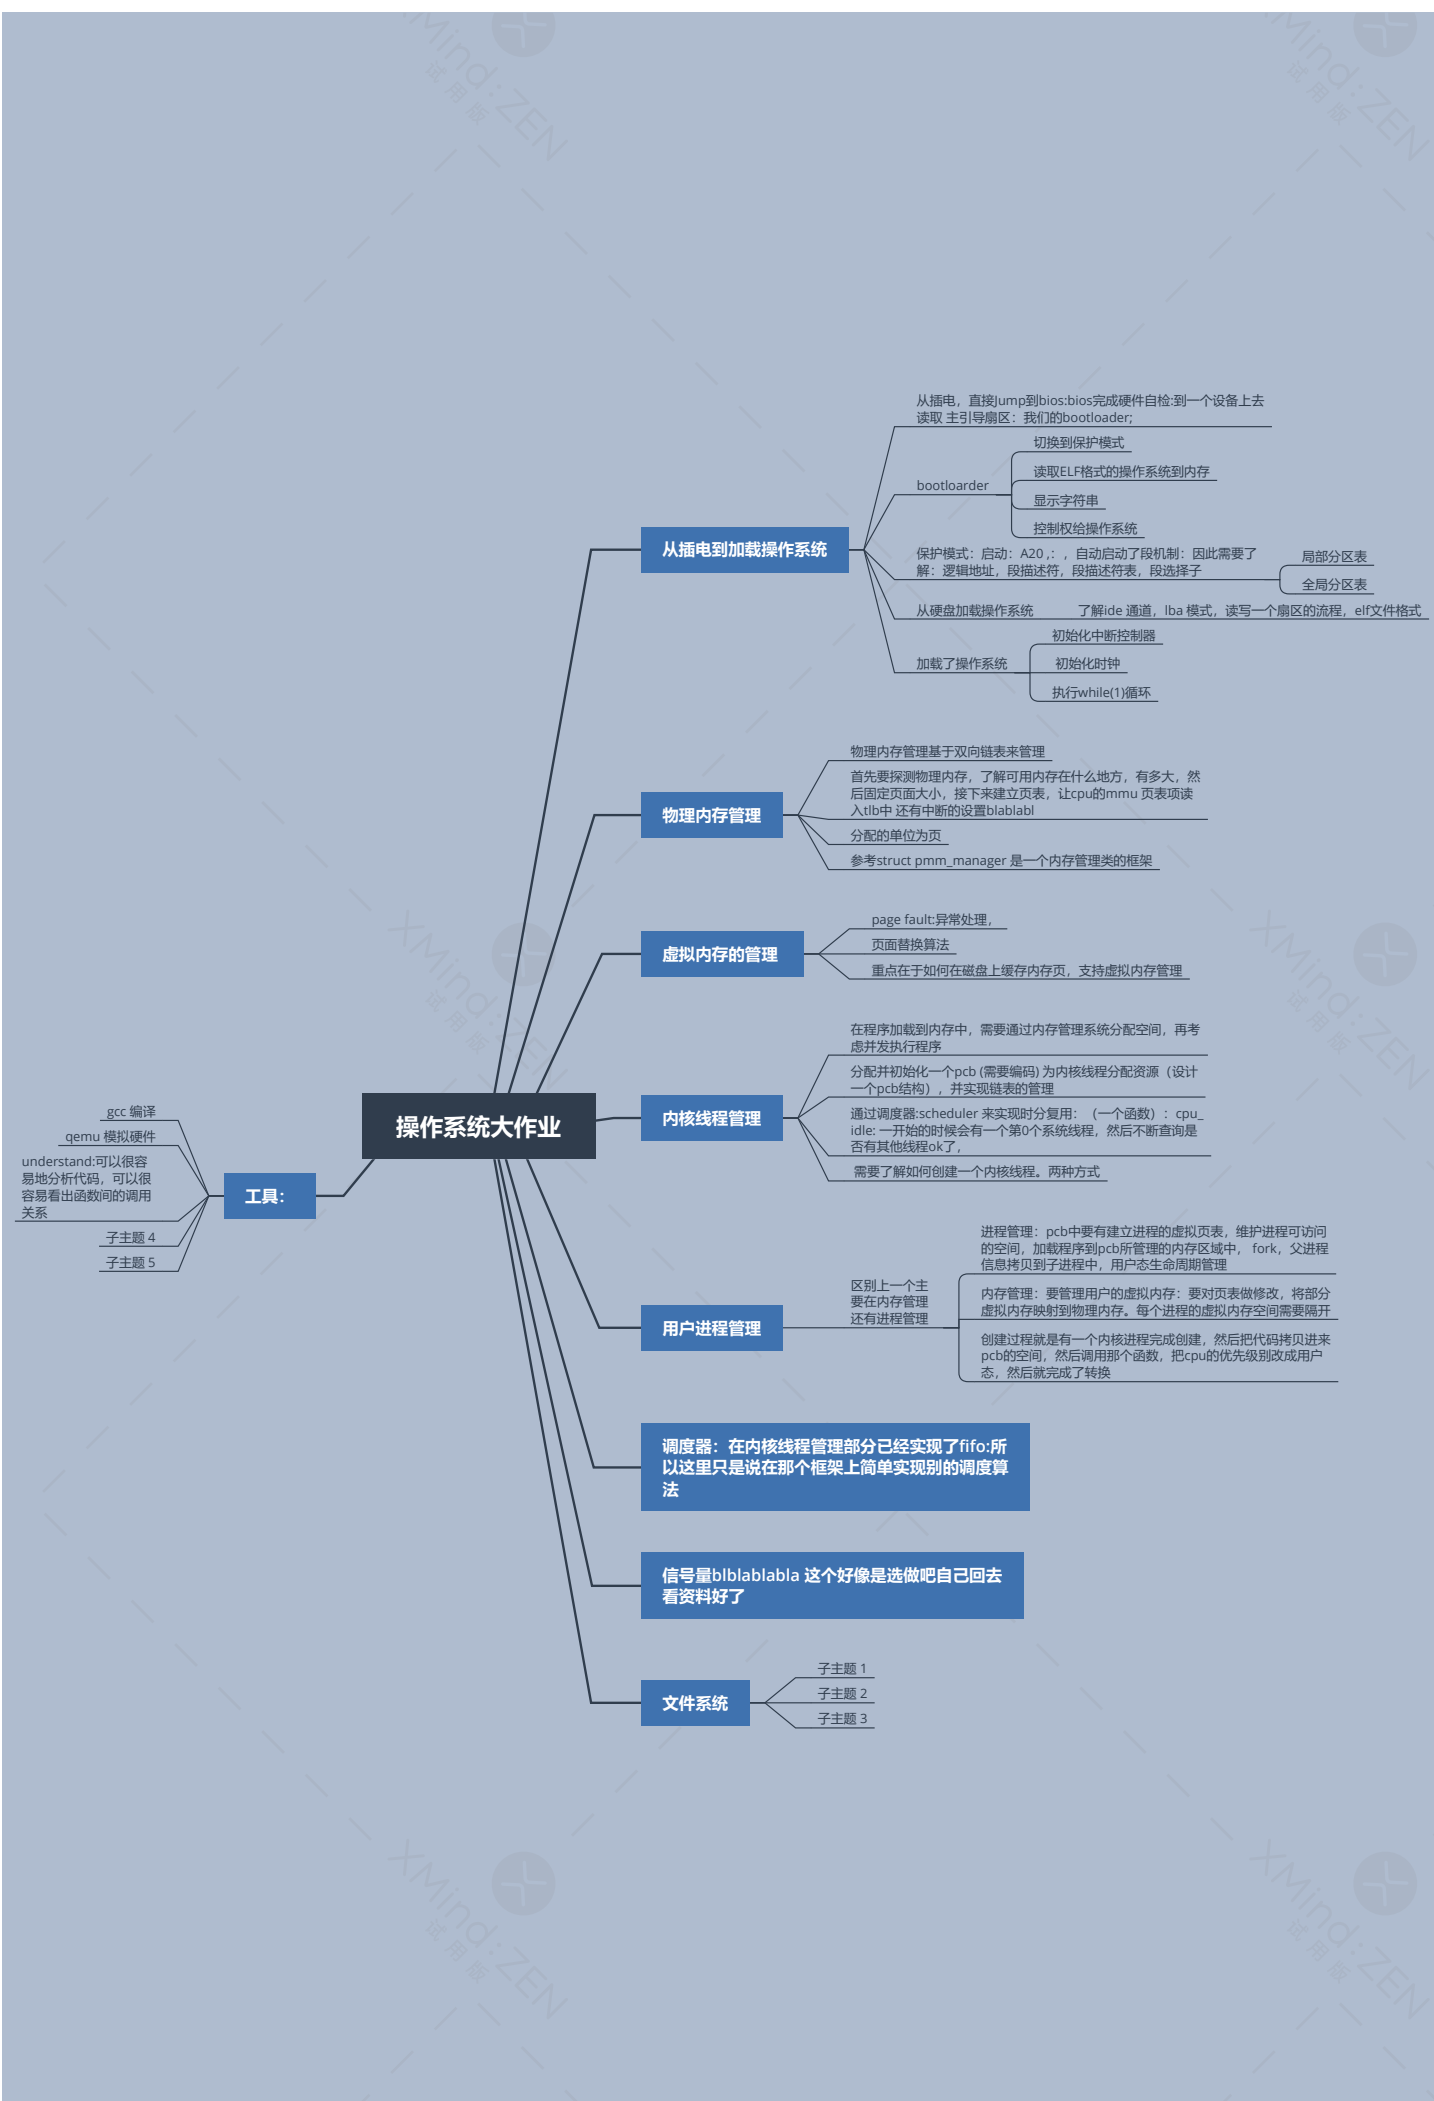 XMind:ZEN
试用版
XMind:ZEN
试用版
从插电，直接Jump到bios:bios完成硬件自检:到一个设备上去
读取 主引导扇区：我们的bootloader;
切换到保护模式
读取ELF格式的操作系统到内存
bootloarder
显示字符串
控制权给操作系统
从插电到加载操作系统
保护模式：启动：A20 ,：，自动启动了段机制：因此需要了
解：逻辑地址，段描述符，段描述符表，段选择子
局部分区表
全局分区表
从硬盘加载操作系统
了解ide 通道，lba 模式，读写一个扇区的流程，elf文件格式
初始化中断控制器
加载了操作系统
初始化时钟
执行while(1)循环
物理内存管理基于双向链表来管理
首先要探测物理内存，了解可用内存在什么地方，有多大，然
后固定页面大小，接下来建立页表，让cpu的mmu 页表项读
入tlb中 还有中断的设置blablabl
物理内存管理
分配的单位为页
参考struct pmm_manager 是一个内存管理类的框架
page fault:异常处理，
虚拟内存的管理
页面替换算法
重点在于如何在磁盘上缓存内存页，支持虚拟内存管理
XMind:ZEN
试用版
XMind:ZEN
试用版
在程序加载到内存中，需要通过内存管理系统分配空间，再考
虑并发执行程序
分配并初始化一个pcb (需要编码) 为内核线程分配资源（设计
一个pcb结构），并实现链表的管理
内核线程管理
通过调度器:scheduler 来实现时分复用：（一个函数）：cpu_
idle: 一开始的时候会有一个第0个系统线程，然后不断查询是
否有其他线程ok了，
需要了解如何创建一个内核线程。两种方式
操作系统大作业
gcc 编译
qemu 模拟硬件
understand:可以很容
易地分析代码，可以很
容易看出函数间的调用
关系
工具：
子主题 4
子主题 5
进程管理：pcb中要有建立进程的虚拟页表，维护进程可访问
的空间，加载程序到pcb所管理的内存区域中， fork，父进程
信息拷贝到子进程中，用户态生命周期管理
用户进程管理
区别上一个主
要在内存管理
还有进程管理
内存管理：要管理用户的虚拟内存：要对页表做修改，将部分
虚拟内存映射到物理内存。每个进程的虚拟内存空间需要隔开
创建过程就是有一个内核进程完成创建，然后把代码拷贝进来
pcb的空间，然后调用那个函数，把cpu的优先级别改成用户
态，然后就完成了转换
调度器：在内核线程管理部分已经实现了fifo:所
以这里只是说在那个框架上简单实现别的调度算
法
信号量blblablabla 这个好像是选做吧自己回去
看资料好了
文件系统
子主题 1
子主题 2
子主题 3
XMind:ZEN
试用版
XMind:ZEN
试用版